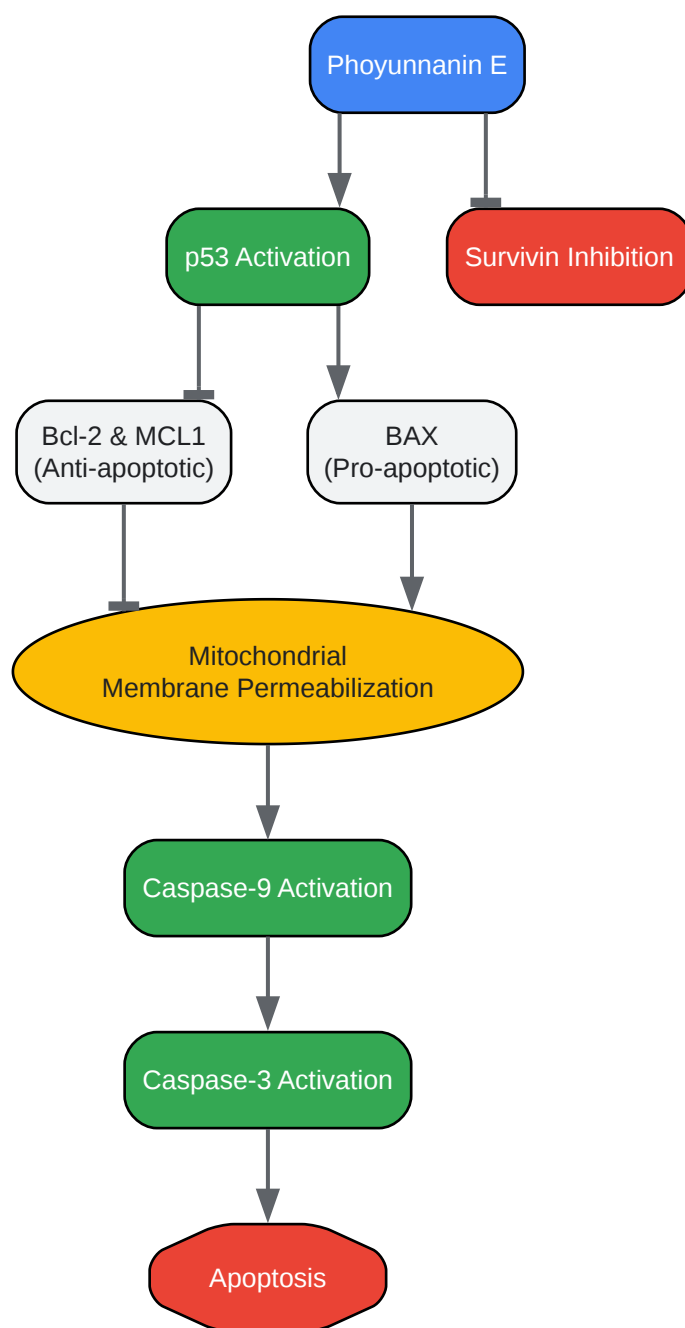 Phoyunnanin E
p53 Activation
Survivin Inhibition
Bcl-2 & MCL1
(Anti-apoptotic)
BAX
(Pro-apoptotic)
Mitochondrial
Membrane Permeabilization
Caspase-9 Activation
Caspase-3 Activation
Apoptosis